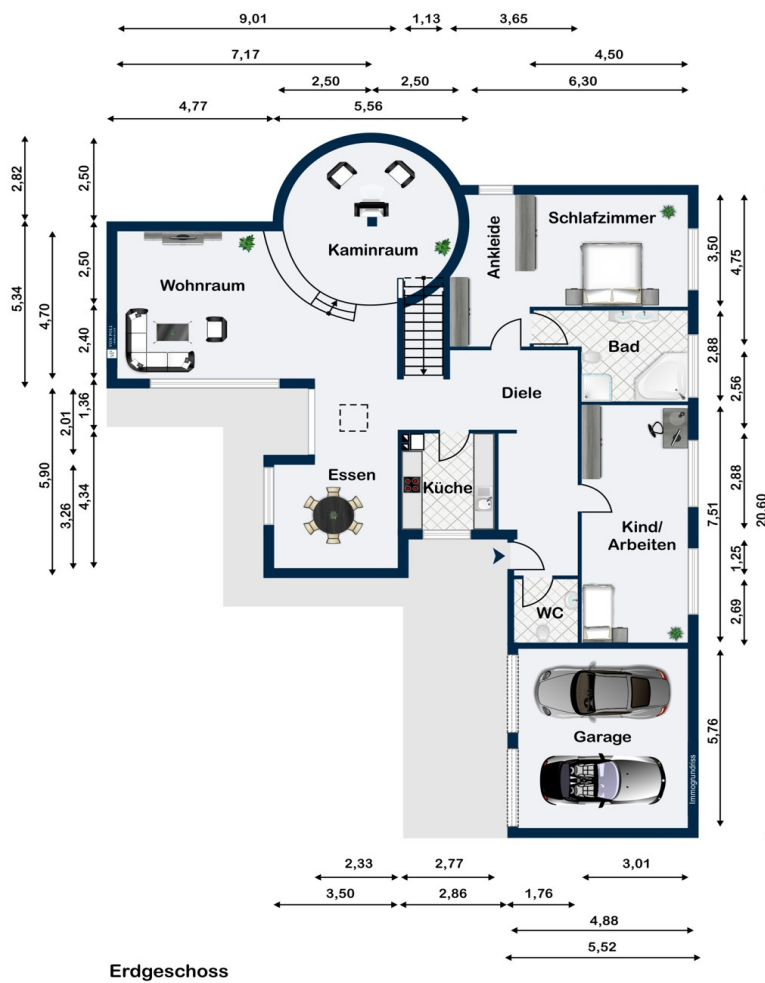 9,01
1,13
3,65
7,17
4,50
2,50
2,50
6,30
4,77
5,56
2,82
2,50
5,34
4,70
2,50
2,40
Kaminraum
Wohnraum
Ankleide
Schlafzimmer
Bad
3,50
4,75
2,88
2,56
Diele
5,90
2,01
1,36
3,26
4,34
Essen
Küche
Kind/
Arbeiten
WC
7,51
2,88
20,60
1,25
2,69
Garage
5,76
Immogrundriss
2,33
2,77
3,01
3,50
2,86
1,76
4,88
5,52
Erdgeschoss